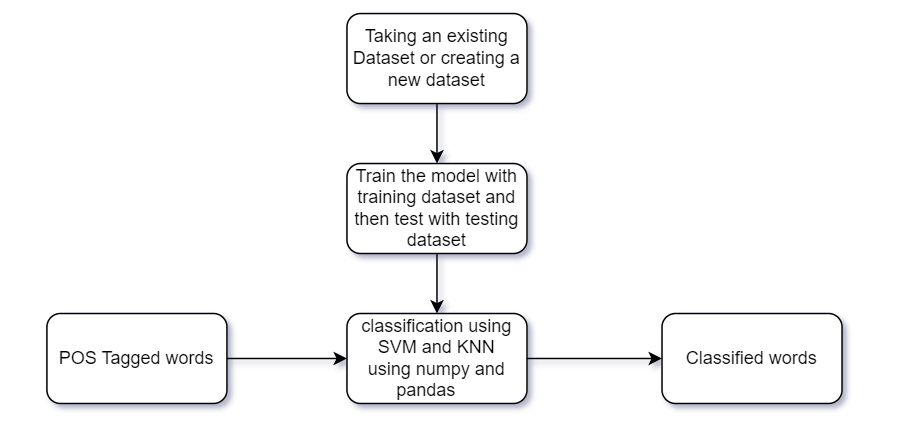 Taking an existing
Dataset or creating a
new dataset
Train the model with
training dataset and
then test with testing
dataset
POS Tagged words
classification using
SVM and KNN
using numpy and
pandas
Classified words